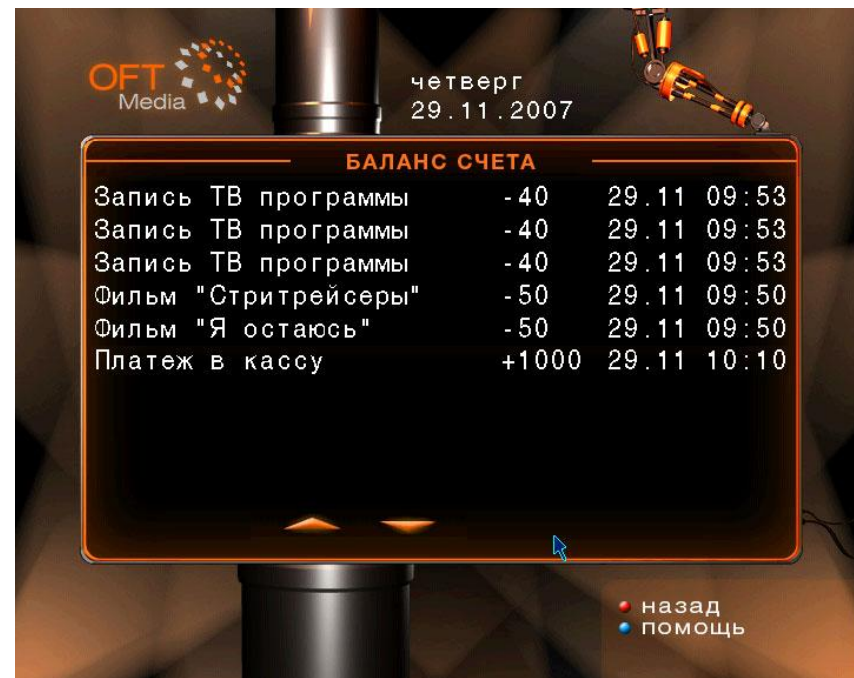 OFT
Media
четверг
29.11.2007
БАЛАНС СЧЕТА
Запись ТВ программы -40 29.11 09:53
Запись ТВ программы -40 29.11 09:53
Запись ТВ программы -40 29.11 09:53
Фильм "Стритрейсеры" -50 29.11 09:50
Фильм "Я остаюсь" -50 29.11 09:50
Платеж в кассу +1000 29.11 10:10
назад
помощь